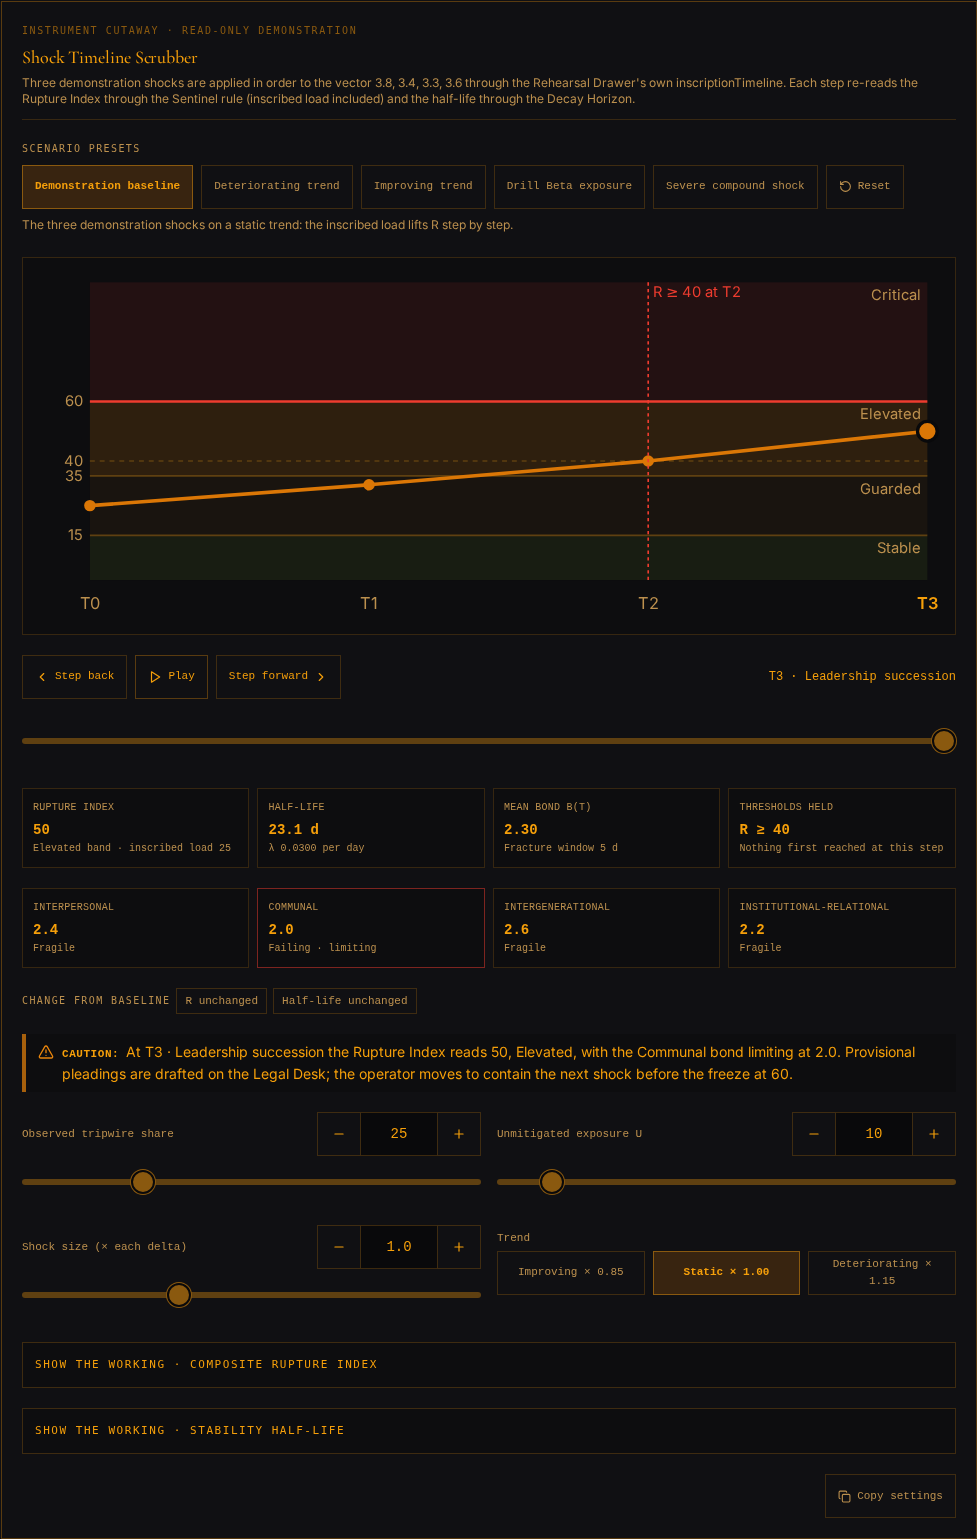 INSTRUMENT CUTAWAY · READ-ONLY DEMONSTRATION
Shock Timeline Scrubber
Three demonstration shocks are applied in order to the vector 3.8, 3.4, 3.3, 3.6 through the Rehearsal Drawer's own inscriptionTimeline. Each step re-reads the
Rupture Index through the Sentinel rule (inscribed load included) and the half-life through the Decay Horizon.
SCENARIO PRESETS
Demonstration baseline
Deteriorating trend
Improving trend
Drill Beta exposure
Severe compound shock
Reset
The three demonstration shocks on a static trend: the inscribed load lifts R step by step.
R ≥ 40 at T2
Critical
60
Elevated
40
35
Guarded
15
Stable
T0
T1
T2
T3
Step back
Play
Step forward
T3 · Leadership succession
RUPTURE INDEX
50
Elevated band · inscribed load 25
HALF-LIFE
23.1 d
λ 0.0300 per day
MEAN BOND B(T)
2.30
Fracture window 5 d
THRESHOLDS HELD
R ≥ 40
Nothing first reached at this step
INTERPERSONAL
2.4
Fragile
COMMUNAL
2.0
Failing · limiting
INTERGENERATIONAL
2.6
Fragile
INSTITUTIONAL-RELATIONAL
2.2
Fragile
CHANGE FROM BASELINE
R unchanged
Half-life unchanged
CAUTION: At T3 · Leadership succession the Rupture Index reads 50, Elevated, with the Communal bond limiting at 2.0. Provisional
pleadings are drafted on the Legal Desk; the operator moves to contain the next shock before the freeze at 60.
Observed tripwire share
− 25 +
Unmitigated exposure U
− 10 +
Shock size (× each delta)
− 1.0 +
Trend
Improving × 0.85
Static × 1.00
Deteriorating ×
1.15
SHOW THE WORKING · COMPOSITE RUPTURE INDEX
SHOW THE WORKING · STABILITY HALF-LIFE
Copy settings